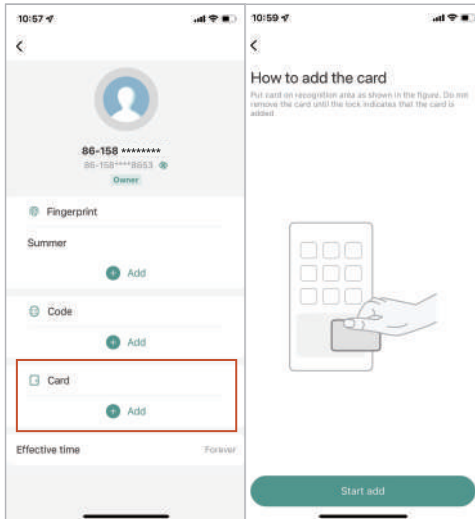 10:57
86-158 ********
86-158****8653
Owner
Fingerprint
Summer
Add
Code
Add
Card
Add
Effective time
Forever
10:59
How to add the card
Put card on recognition area as shown in the figure. Do not
remove the card until the lock indicates that the card is
added
Start add